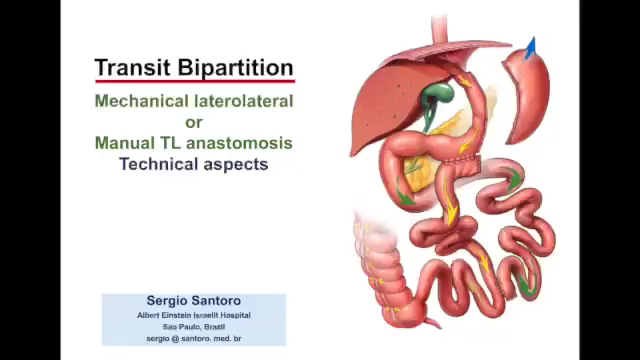 Transit Bipartition
Mechanical laterolateral
or
Manual TL anastomosis
Technical aspects
Sergio Santoro
Albert Einstein Israelit Hospital
Sao Paulo, Brazil
sergio @ santoro. med. br